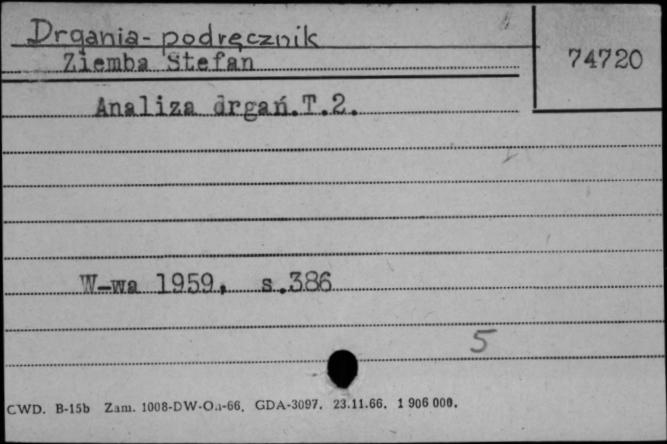 Drgania - podręcznik
74720
Ziemba Stefan
Analiza drgań.T.2.
W-wa 1959, s.386
5
CWD. B-15b Zam. 1008-DW-On-66. GDA-3097. 23.11.66. 1 906 000.